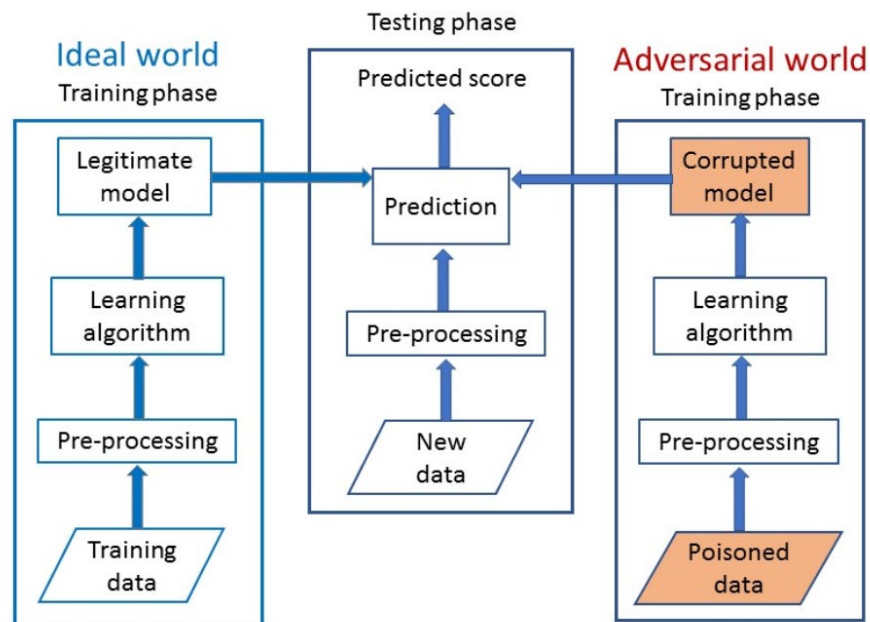 Ideal world
Training phase
Legitimate
model
Learning
algorithm
Pre-processing
Training
data
Testing phase
Predicted score
Prediction
Pre-processing
New
data
Adversarial world
Training phase
Corrupted
model
Learning
algorithm
Pre-processing
Poisoned
data